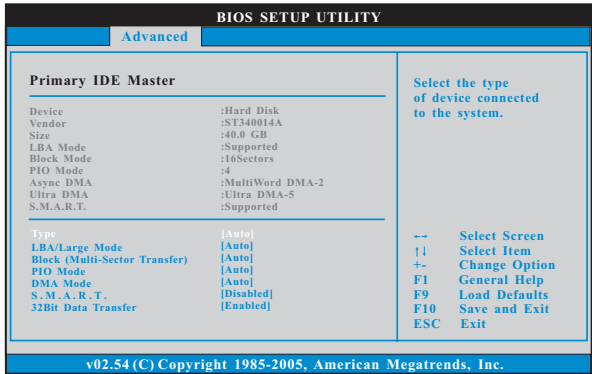 BIOS SETUP UTILITY
Advanced
Primary IDE Master
Device :Hard Disk
Vendor :ST340014A
Size :40.0 GB
LBA Mode :Supported
Block Mode :16Sectors
PIO Mode :4
Async DMA :MultiWord DMA-2
Ultra DMA :Ultra DMA-5
S.M.A.R.T. :Supported
Type [Auto]
LBA/Large Mode [Auto]
Block (Multi-Sector Transfer) [Auto]
PIO Mode [Auto]
DMA Mode [Auto]
S.M.A.R.T. [Disabled]
32Bit Data Transfer [Enabled]
Select the type
of device connected
to the system.
←→ Select Screen
↑↓ Select Item
+- Change Option
F1 General Help
F9 Load Defaults
F10 Save and Exit
ESC Exit
v02.54 (C) Copyright 1985-2005, American Megatrends, Inc.